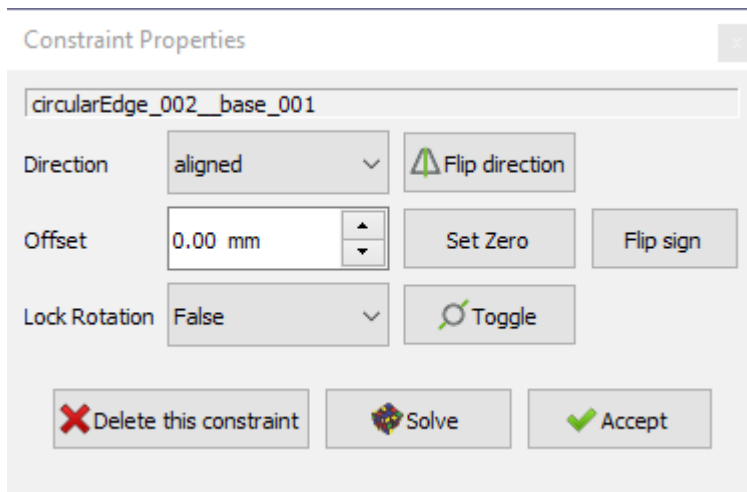 Constraint Properties
circularEdge_002__base_001
Direction aligned Flip direction
Offset 0.00 mm Set Zero Flip sign
Lock Rotation False Toggle
Delete this constraint Solve Accept